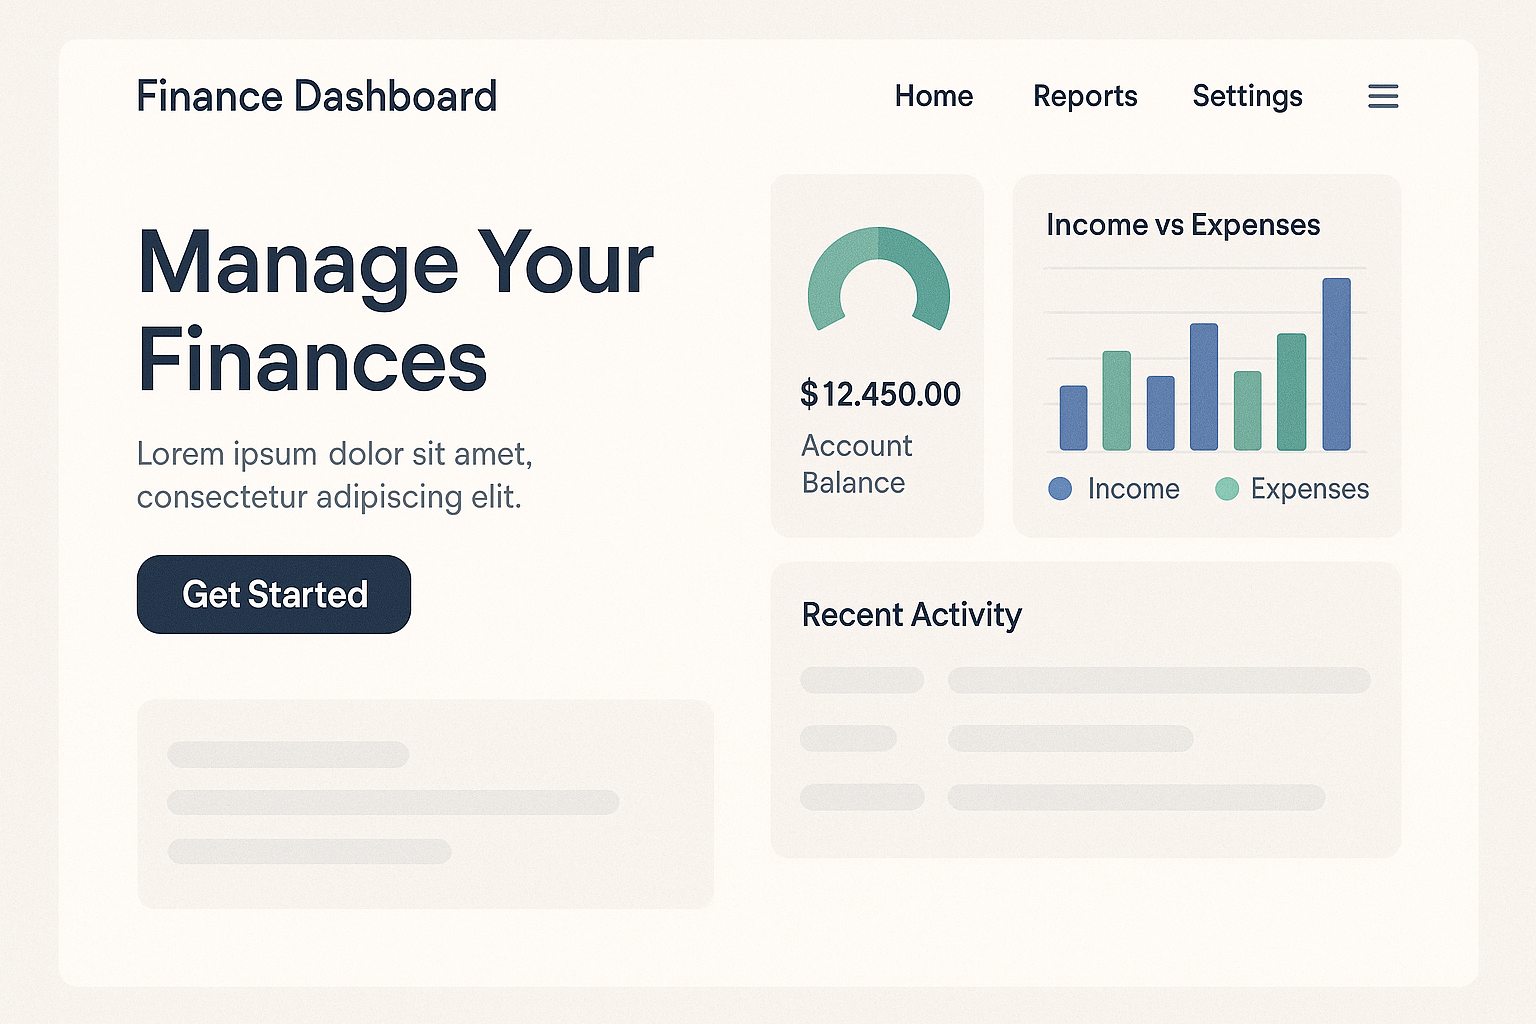 Finance Dashboard
Home Reports Settings
Manage Your
Finances
Lorem ipsum dolor sit amet,
consectetur adipiscing elit.
Get Started
$12.450.00
Account
Balance
Income vs Expenses
Income Expenses
Recent Activity